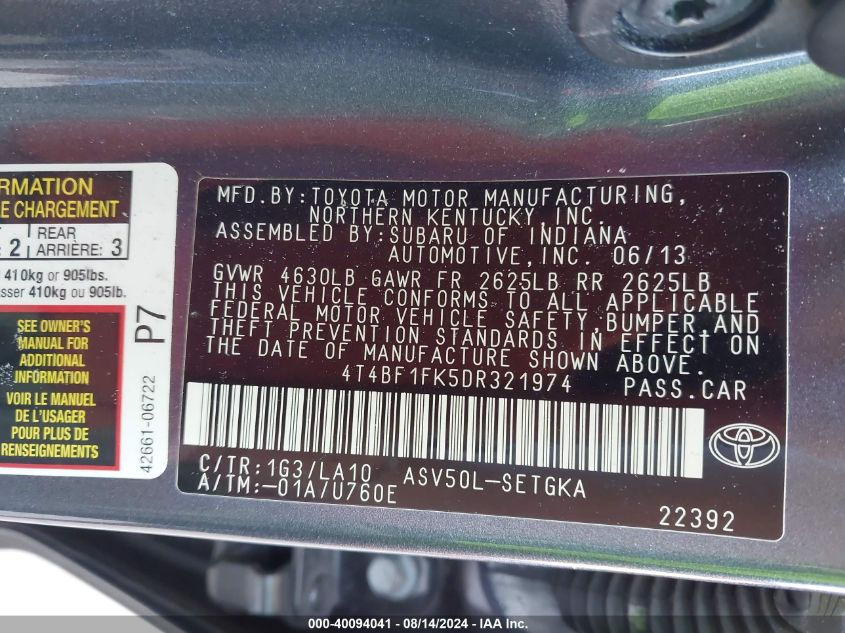 RMATION
E CHARGEMENT
2 REAR ARRIÈRE: 3
410kg or 905lbs.
sser 410kg ou 905lb.
SEE OWNER'S
MANUAL FOR
ADDITIONAL
INFORMATION
VOIR LE MANUEL
DE L'USAGER
POUR PLUS DE
RENSEIGNEMENTS
42661-06722
P7
MFD.BY:TOYOTA MOTOR MANUFACTURING,
NORTHERN KENTUCKY INC.
ASSEMBLED BY:SUBARU OF INDIANA
AUTOMOTIVE,INC. 06/13
GVWR 4630LB GAWR FR 2625LB RR 2625LB
THIS VEHICLE CONFORMS TO ALL APPLICABLE
FEDERAL MOTOR VEHICLE SAFETY,BUMPER,AND
THEFT PREVENTION STANDARDS IN EFFECT ON
THE DATE OF MANUFACTURE SHOWN ABOVE.
4T4BF1FK5DR321974 PASS.CAR
C/TR:1G3/LA10 ASV50L-SETGKA
A/TM:-01A/U760E
22392
000-40094041 - 08/14/2024 - IAA Inc.